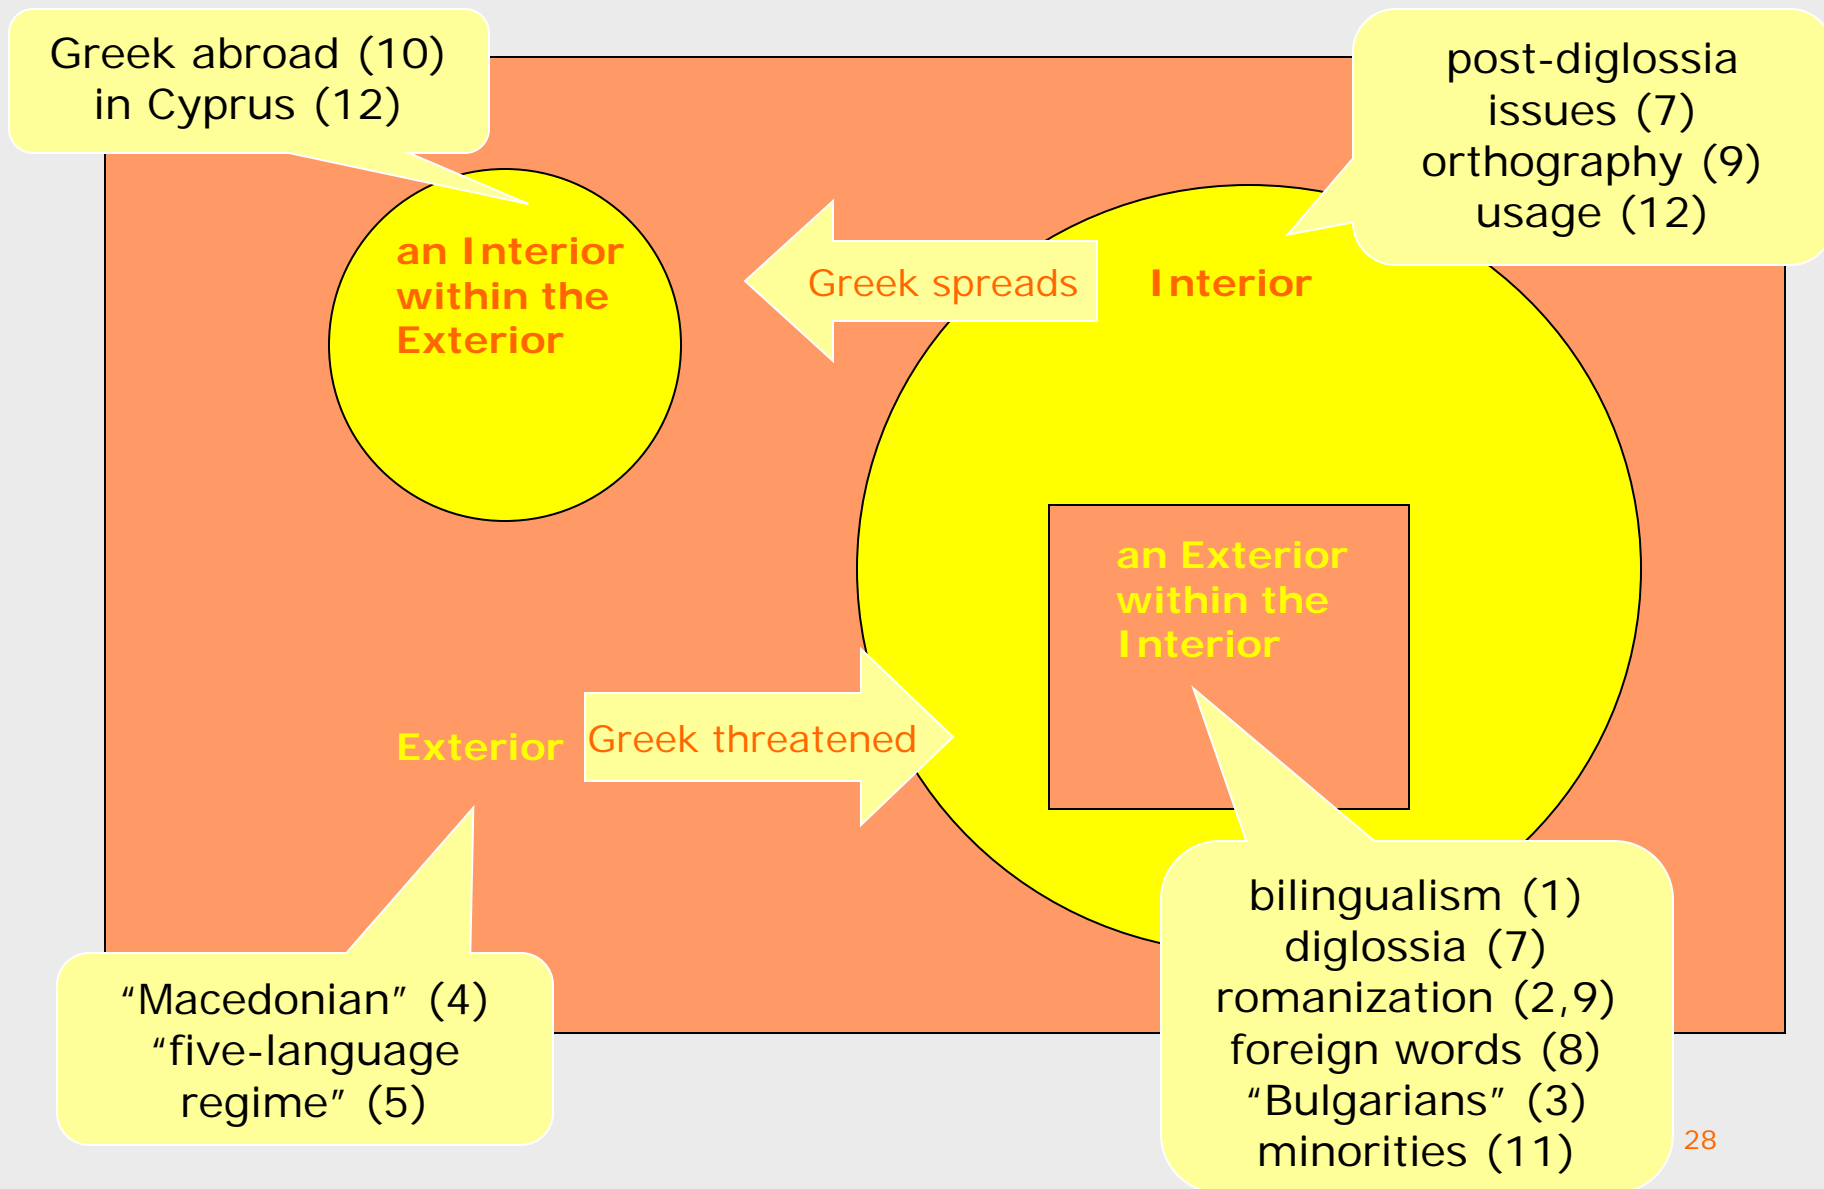 Greek abroad (10)
in Cyprus (12)
post-diglossia
issues (7)
orthography (9)
usage (12)
an Interior
within the
Exterior
Greek spreads
Interior
an Exterior
within the
Interior
Exterior
Greek threatened
“Macedonian” (4)
“five-language
regime” (5)
bilingualism (1)
diglossia (7)
romanization (2,9)
foreign words (8)
“Bulgarians” (3)
minorities (11)
28